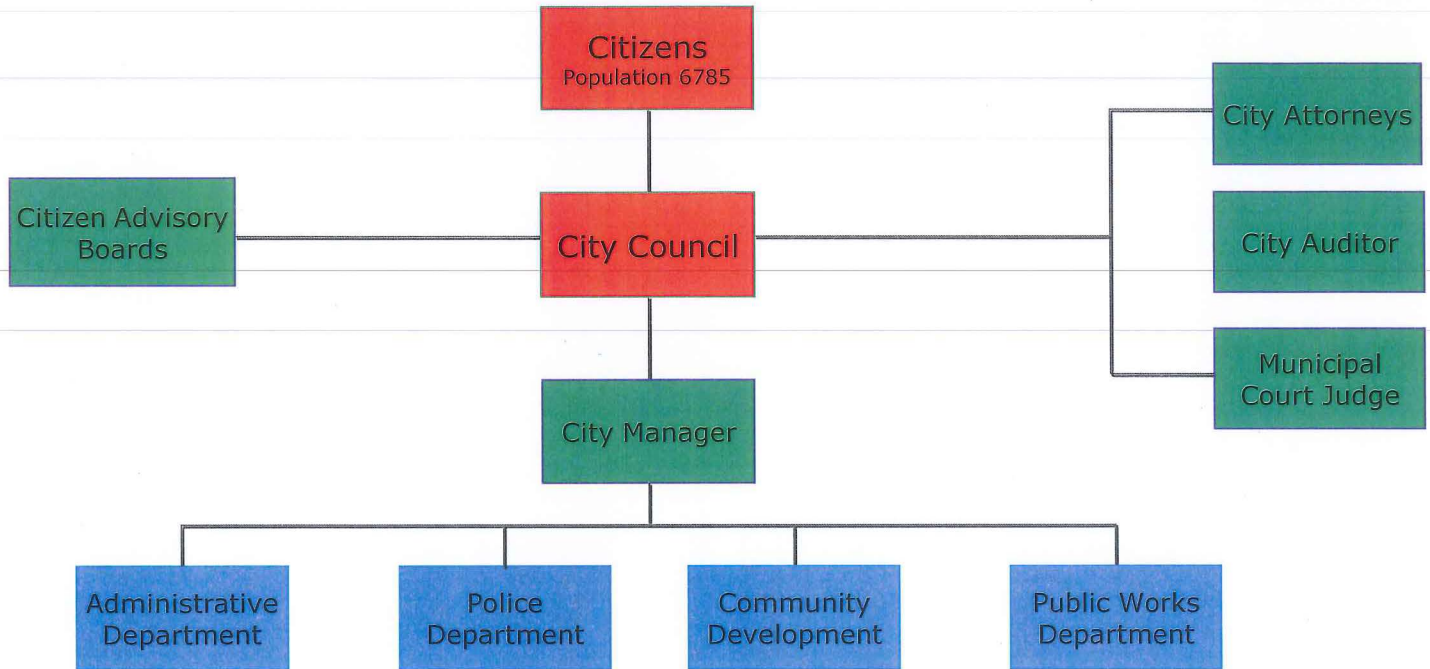 Citizens
Population 6785
City Attorneys
Citizen Advisory
Boards
City Council
City Auditor
Municipal
Court Judge
City Manager
Administrative
Department
Police
Department
Community
Development
Public Works
Department